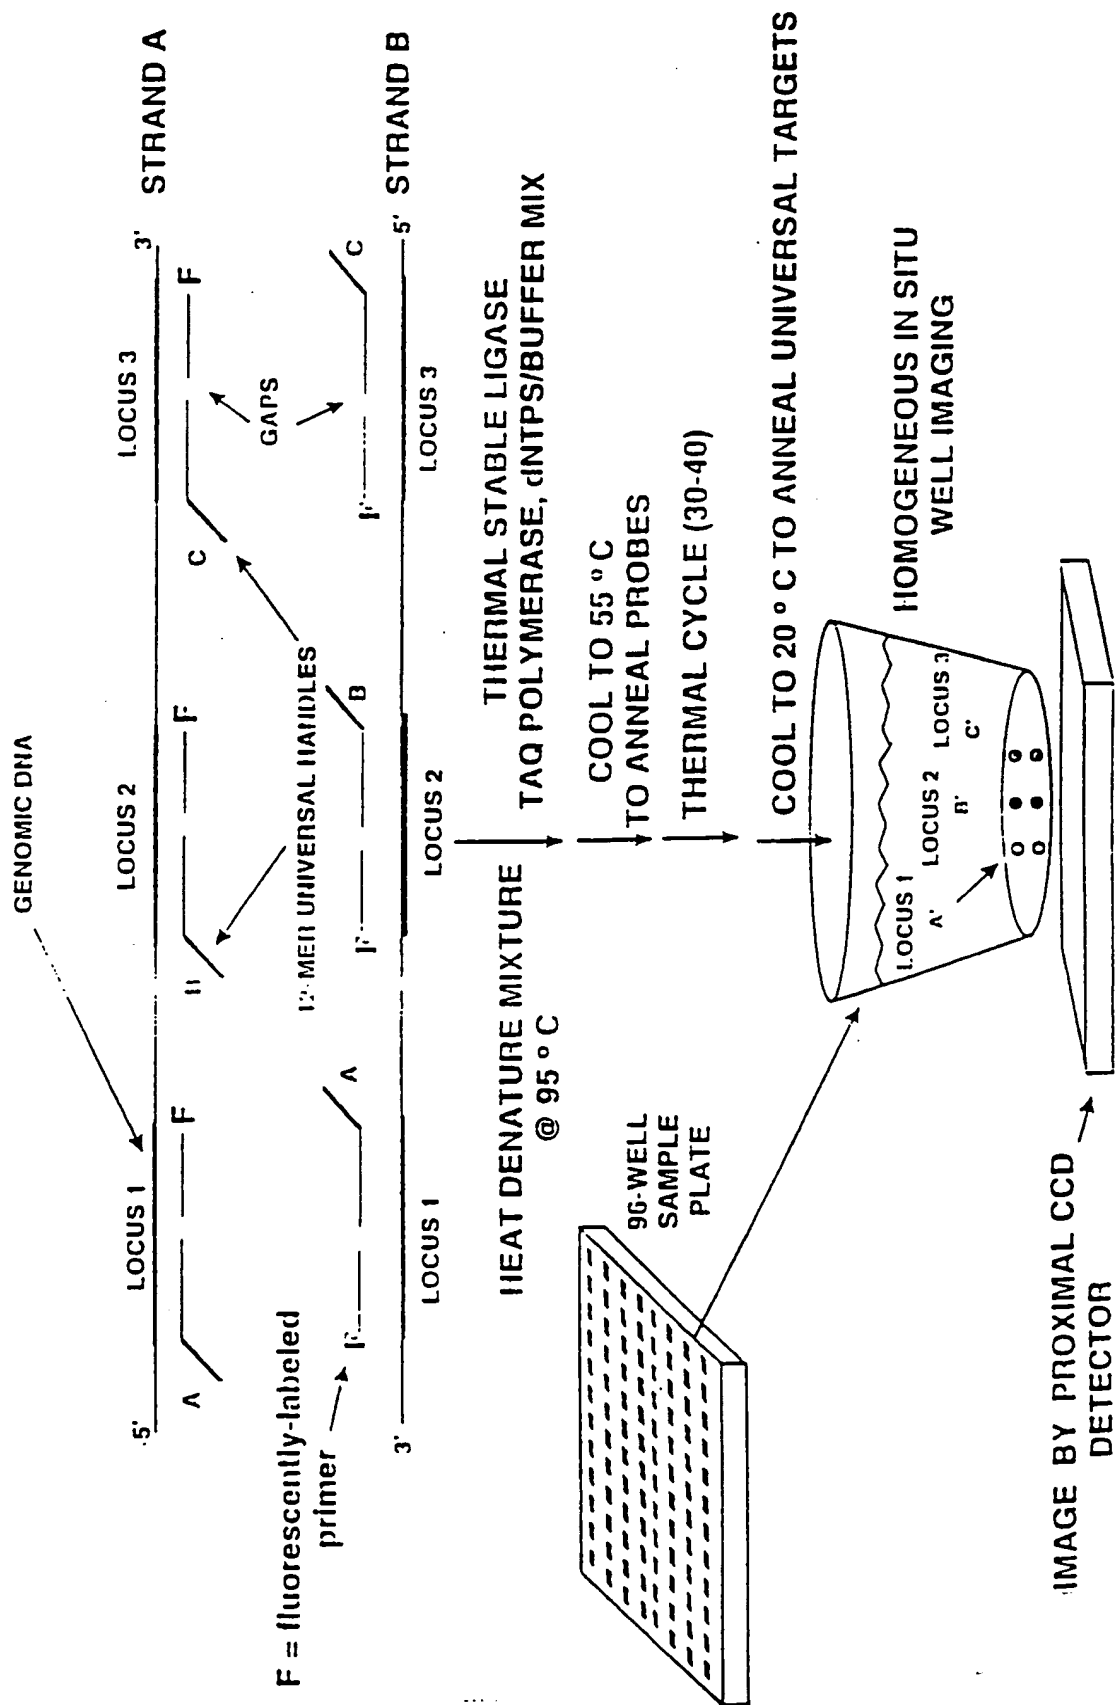 GENOMIC DNA
LOCUS 1
LOCUS 2
LOCUS 3
STRAND A
5'
3'
A
F
F
C
F
GAPS
12-MER UNIVERSAL HANDLES
F = fluorescently-labeled
primer
F
A
F
B
F
C
3'
5'
STRAND B
LOCUS 1
LOCUS 2
LOCUS 3
HEAT DENATURE MIXTURE
@ 95 °C
THERMAL STABLE LIGASE
TAQ POLYMERASE, dNTPS/BUFFER MIX
COOL TO 55 °C
TO ANNEAL PROBES
THERMAL CYCLE (30-40)
COOL TO 20 °C TO ANNEAL UNIVERSAL TARGETS
96-WELL
SAMPLE
PLATE
LOCUS 1
A'
LOCUS 2
B'
LOCUS 3
C'
HOMOGENEOUS IN SITU
WELL IMAGING
IMAGE BY PROXIMAL CCD
DETECTOR